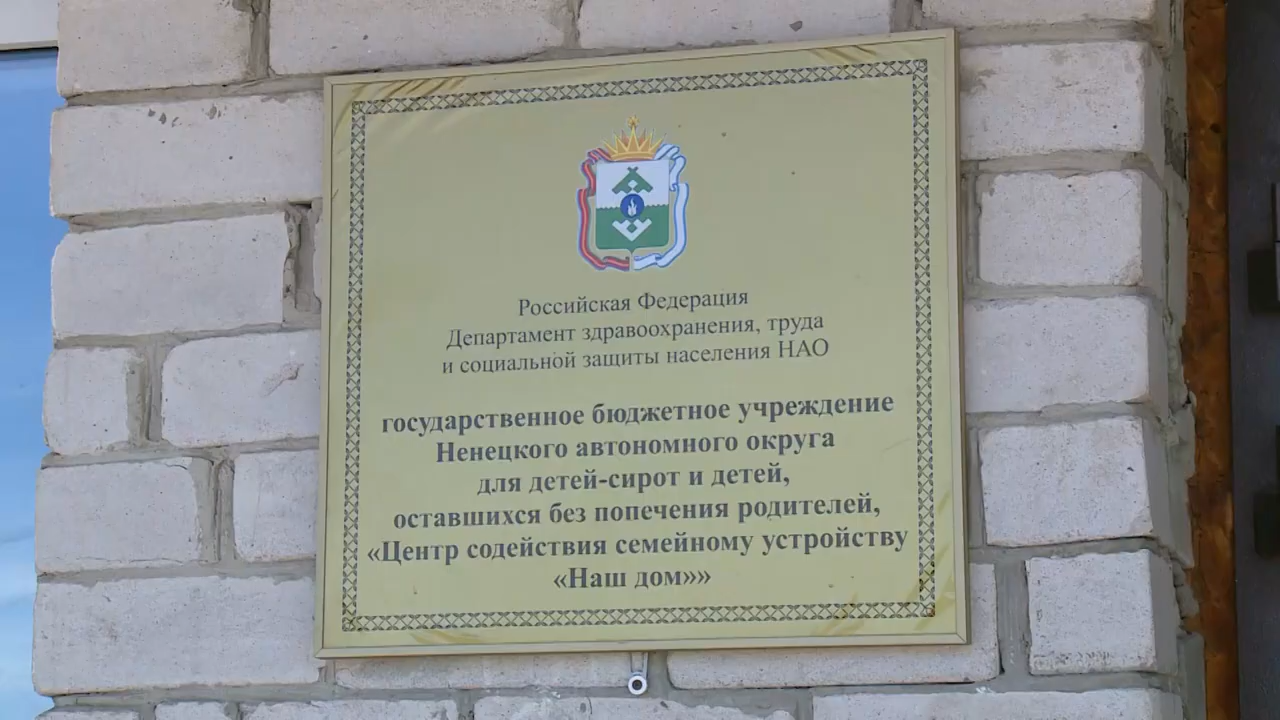 Российская Федерация
Департамент здравоохранения, труда
и социальной защиты населения НАО
государственное бюджетное учреждение
Ненецкого автономного округа
для детей-сирот и детей,
оставшихся без попечения родителей,
«Центр содействия семейному устройству
«Наш дом»»